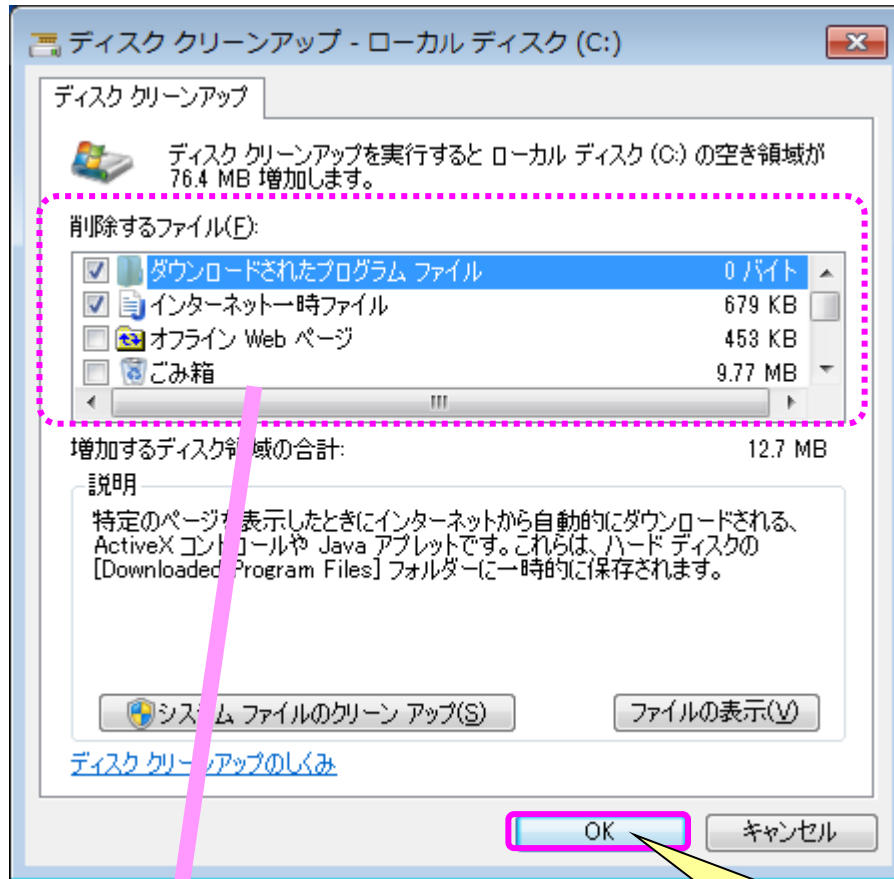 ディスク クリーンアップ - ローカル ディスク (C:)
ディスク クリーンアップ
ディスク クリーンアップを実行すると ローカル ディスク (C:) の空き領域が
76.4 MB 増加します。
削除するファイル(F):
ダウンロードされたプログラム ファイル 0 バイト
インターネット一時ファイル 679 KB
オフライン Web ページ 453 KB
ごみ箱 9.77 MB
増加するディスク領域の合計: 12.7 MB
説明
特定のページを表示したときにインターネットから自動的にダウンロードされる、
ActiveX コントロールや Java アプレットです。これらは、ハード ディスクの
[Downloaded Program Files] フォルダーに一時的に保存されます。
システム ファイルのクリーン アップ(S) ファイルの表示(V)
ディスク クリーンアップのしくみ
OK キャンセル